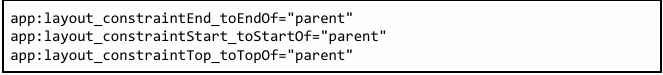 app:layout_constraintEnd_toEndOf="parent"
app:layout_constraintStart_toStartOf="parent"
app:layout_constraintTop_toTopOf="parent"